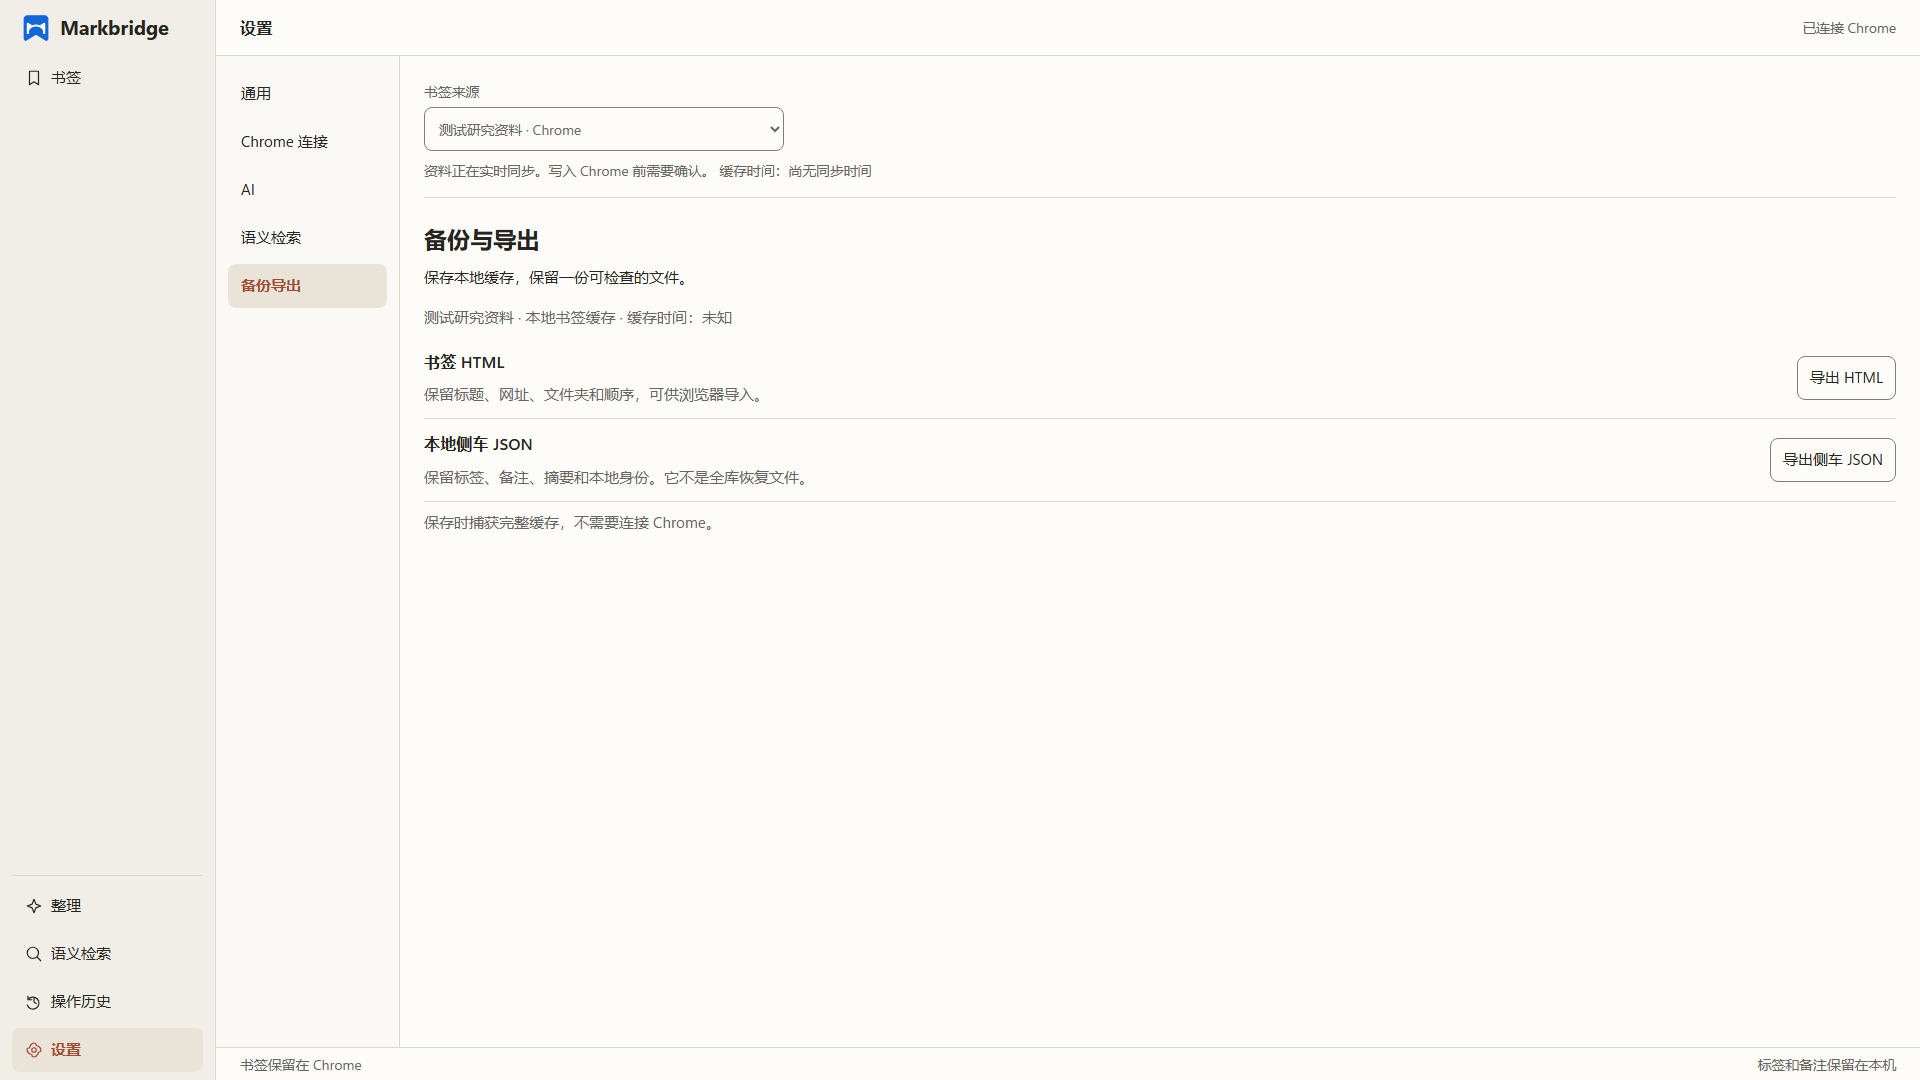 Markbridge
书签
整理
语义检索
操作历史
设置
设置
已连接 Chrome
通用
Chrome 连接
AI
语义检索
备份导出
书签来源
测试研究资料 · Chrome
资料正在实时同步。写入 Chrome 前需要确认。 缓存时间：尚无同步时间
备份与导出
保存本地缓存，保留一份可检查的文件。
测试研究资料 · 本地书签缓存 · 缓存时间：未知
书签 HTML
保留标题、网址、文件夹和顺序，可供浏览器导入。
导出 HTML
本地侧车 JSON
保留标签、备注、摘要和本地身份。它不是全库恢复文件。
导出侧车 JSON
保存时捕获完整缓存，不需要连接 Chrome。
书签保留在 Chrome
标签和备注保留在本机